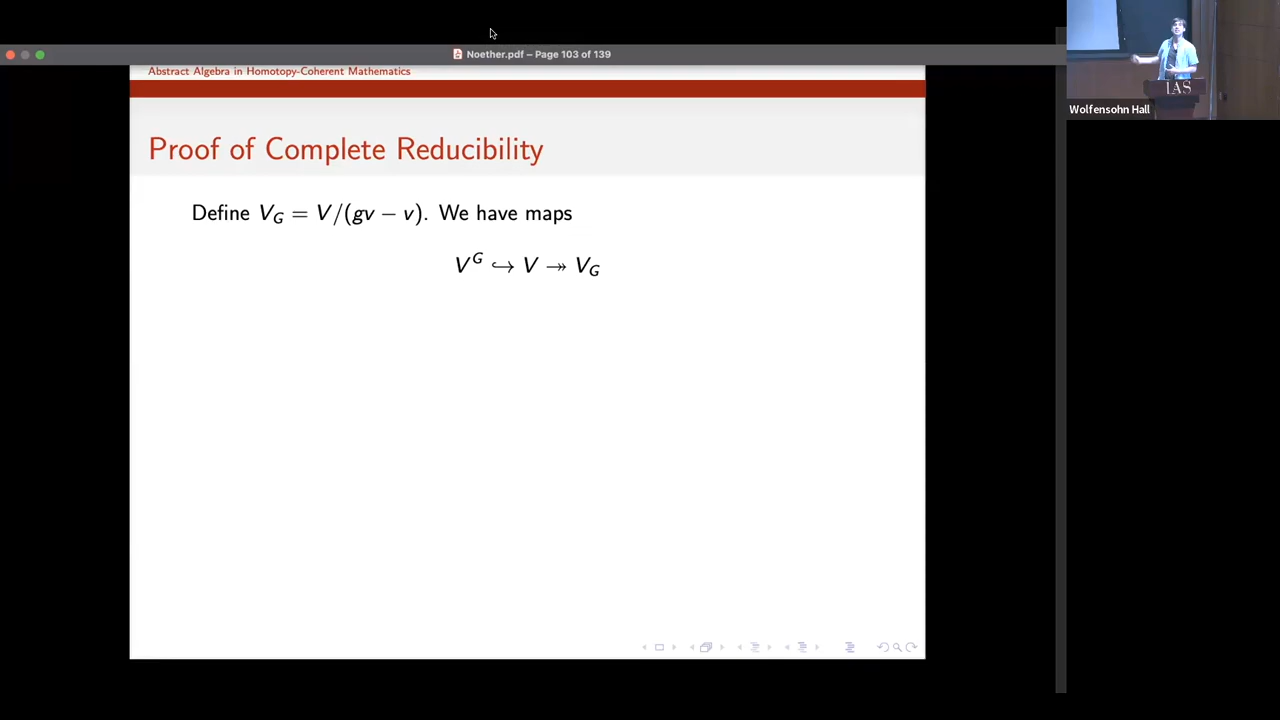 Noether.pdf – Page 103 of 139
Abstract Algebra in Homotopy-Coherent Mathematics
Proof of Complete Reducibility
Define V_G = V/(gv − v). We have maps
V^G ↪ V ↠ V_G
IAS
Wolfensohn Hall